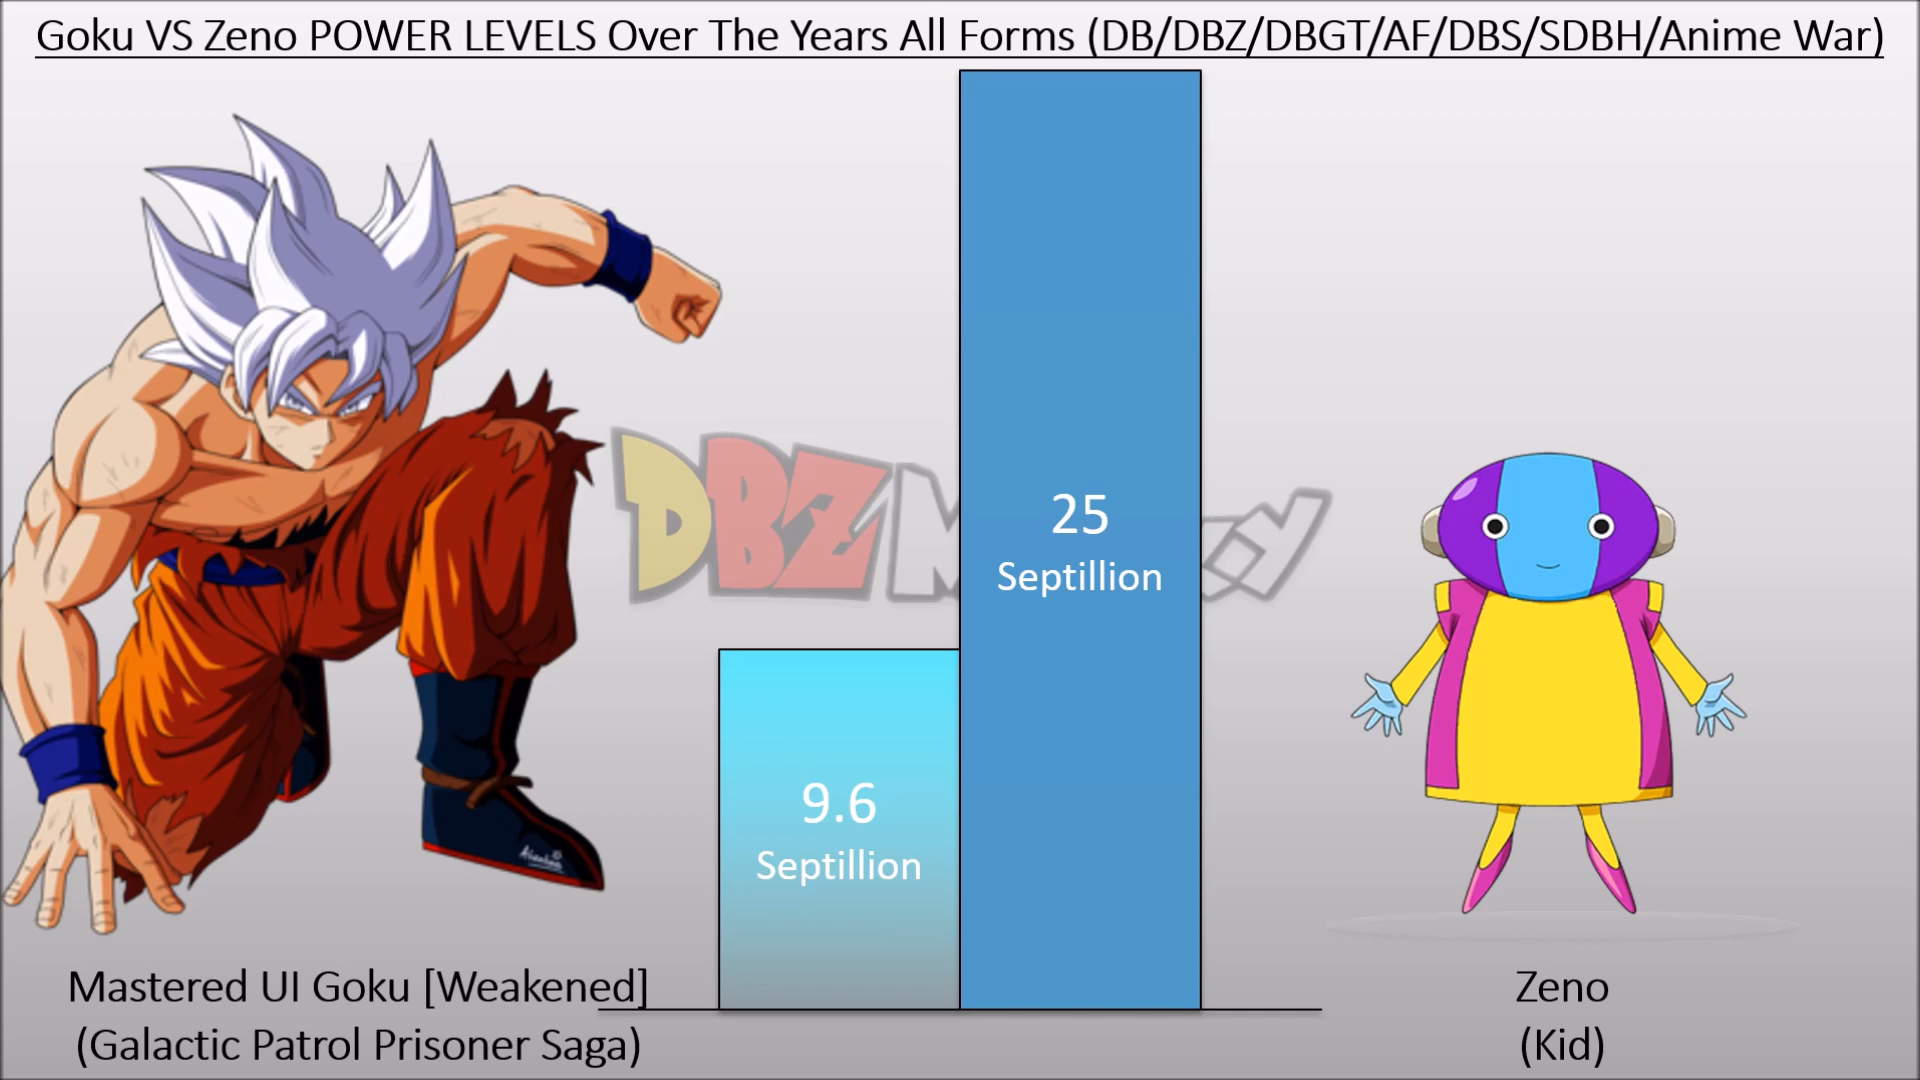 Goku VS Zeno POWER LEVELS Over The Years All Forms (DB/DBZ/DBGT/AF/DBS/SDBH/Anime War)
DBZ
25
Septillion
9.6
Septillion
Mastered UI Goku [Weakened]
(Galactic Patrol Prisoner Saga)
Zeno
(Kid)